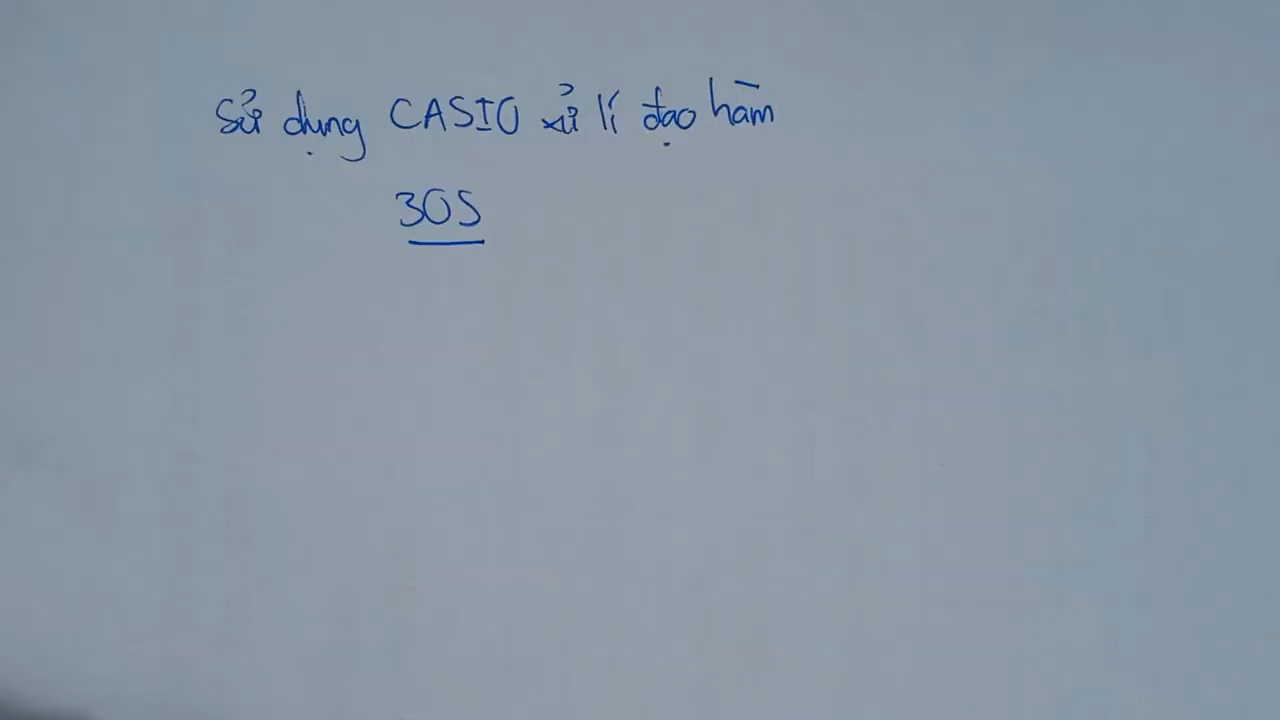 Sử dụng CASIO xử lí đạo hàm
30S